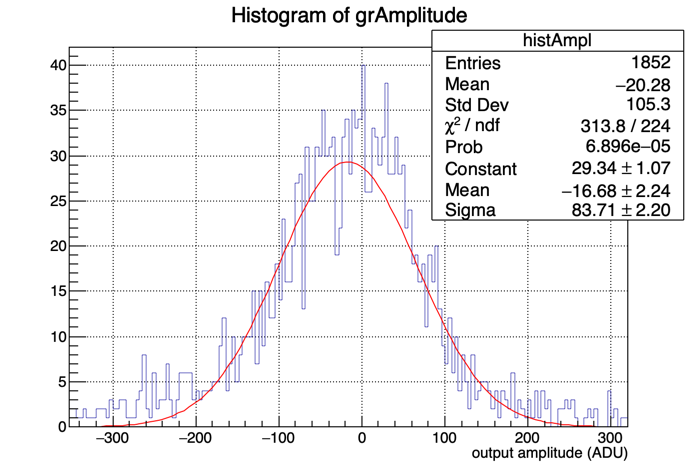 Histogram of grAmplitude
histAmpl
Entries 1852
Mean −20.28
Std Dev 105.3
χ² / ndf 313.8 / 224
Prob 6.896e−05
Constant 29.34 ± 1.07
Mean −16.68 ± 2.24
Sigma 83.71 ± 2.20
40
35
30
25
20
15
10
5
0
−300 −200 −100 0 100 200 300
output amplitude (ADU)